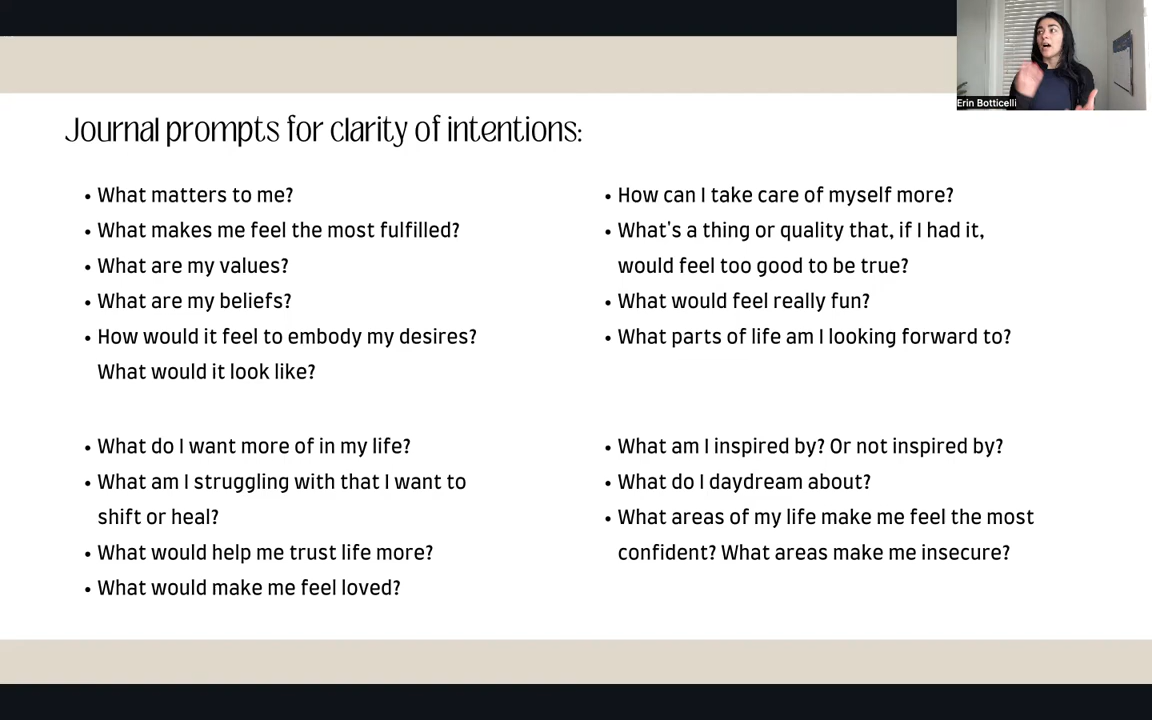 Journal prompts for clarity of intentions:
• What matters to me?
• What makes me feel the most fulfilled?
• What are my values?
• What are my beliefs?
• How would it feel to embody my desires?
What would it look like?
• What do I want more of in my life?
• What am I struggling with that I want to
shift or heal?
• What would help me trust life more?
• What would make me feel loved?
• How can I take care of myself more?
• What's a thing or quality that, if I had it,
would feel too good to be true?
• What would feel really fun?
• What parts of life am I looking forward to?
• What am I inspired by? Or not inspired by?
• What do I daydream about?
• What areas of my life make me feel the most
confident? What areas make me insecure?
Erin Botticelli